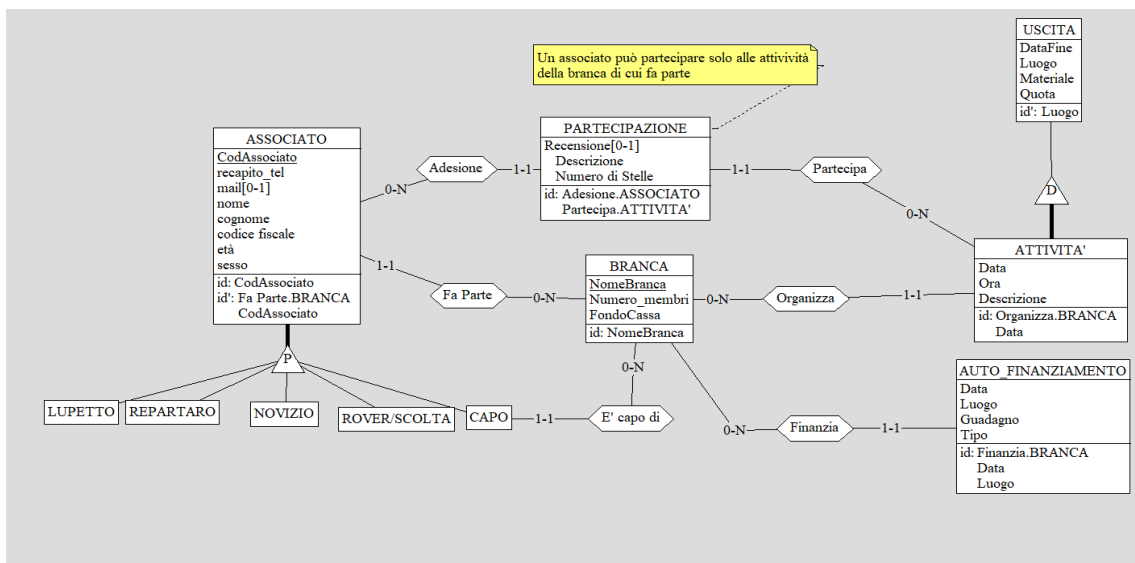 USCITA
DataFine
Luogo
Materiale
Quota
id': Luogo
D
Un associato può partecipare solo alle attivività
della branca di cui fa parte
ASSOCIATO
CodAssociato
recapito_tel
mail[0-1]
nome
cognome
codice fiscale
età
sesso
id: CodAssociato
id': Fa Parte.BRANCA
CodAssociato
0-N
Adesione
1-1
PARTECIPAZIONE
Recensione[0-1]
Descrizione
Numero di Stelle
id: Adesione.ASSOCIATO
Partecipa.ATTIVITA'
1-1
Partecipa
0-N
ATTIVITA'
Data
Ora
Descrizione
id: Organizza.BRANCA
Data
1-1
Fa Parte
0-N
BRANCA
NomeBranca
Numero_membri
FondoCassa
id: NomeBranca
0-N
Organizza
1-1
P
LUPETTO
REPARTARO
NOVIZIO
ROVER/SCOLTA
CAPO
1-1
E' capo di
0-N
0-N
Finanzia
1-1
AUTO_FINANZIAMENTO
Data
Luogo
Guadagno
Tipo
id: Finanzia.BRANCA
Data
Luogo